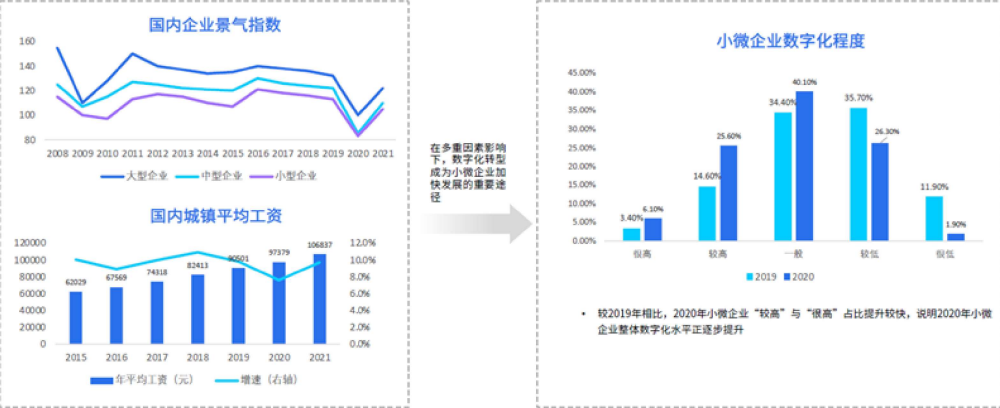 国内企业景气指数
160
140
120
100
80
2008 2009 2010 2011 2012 2013 2014 2015 2016 2017 2018 2019 2020 2021
大型企业 中型企业 小型企业
国内城镇平均工资
120000 12.0%
100000 10.0%
80000 8.0%
60000 6.0%
40000 4.0%
20000 2.0%
0 0.0%
62029 67569 74318 82413 90501 97379 106837
2015 2016 2017 2018 2019 2020 2021
年平均工资（元） 增速（右轴）
在多重因素影响
下，数字化转型
成为小微企业加
快发展的重要途
径
小微企业数字化程度
45.00%
40.00%
35.00%
30.00%
25.00%
20.00%
15.00%
10.00%
5.00%
0.00%
3.40% 6.10% 14.60% 25.60% 34.40% 40.10% 35.70% 26.30% 11.90% 1.90%
很高 较高 一般 较低 很低
2019 2020
• 较2019年相比，2020年小微企业“较高”与“很高”占比提升较快，说明2020年小微
企业整体数字化水平正逐步提升